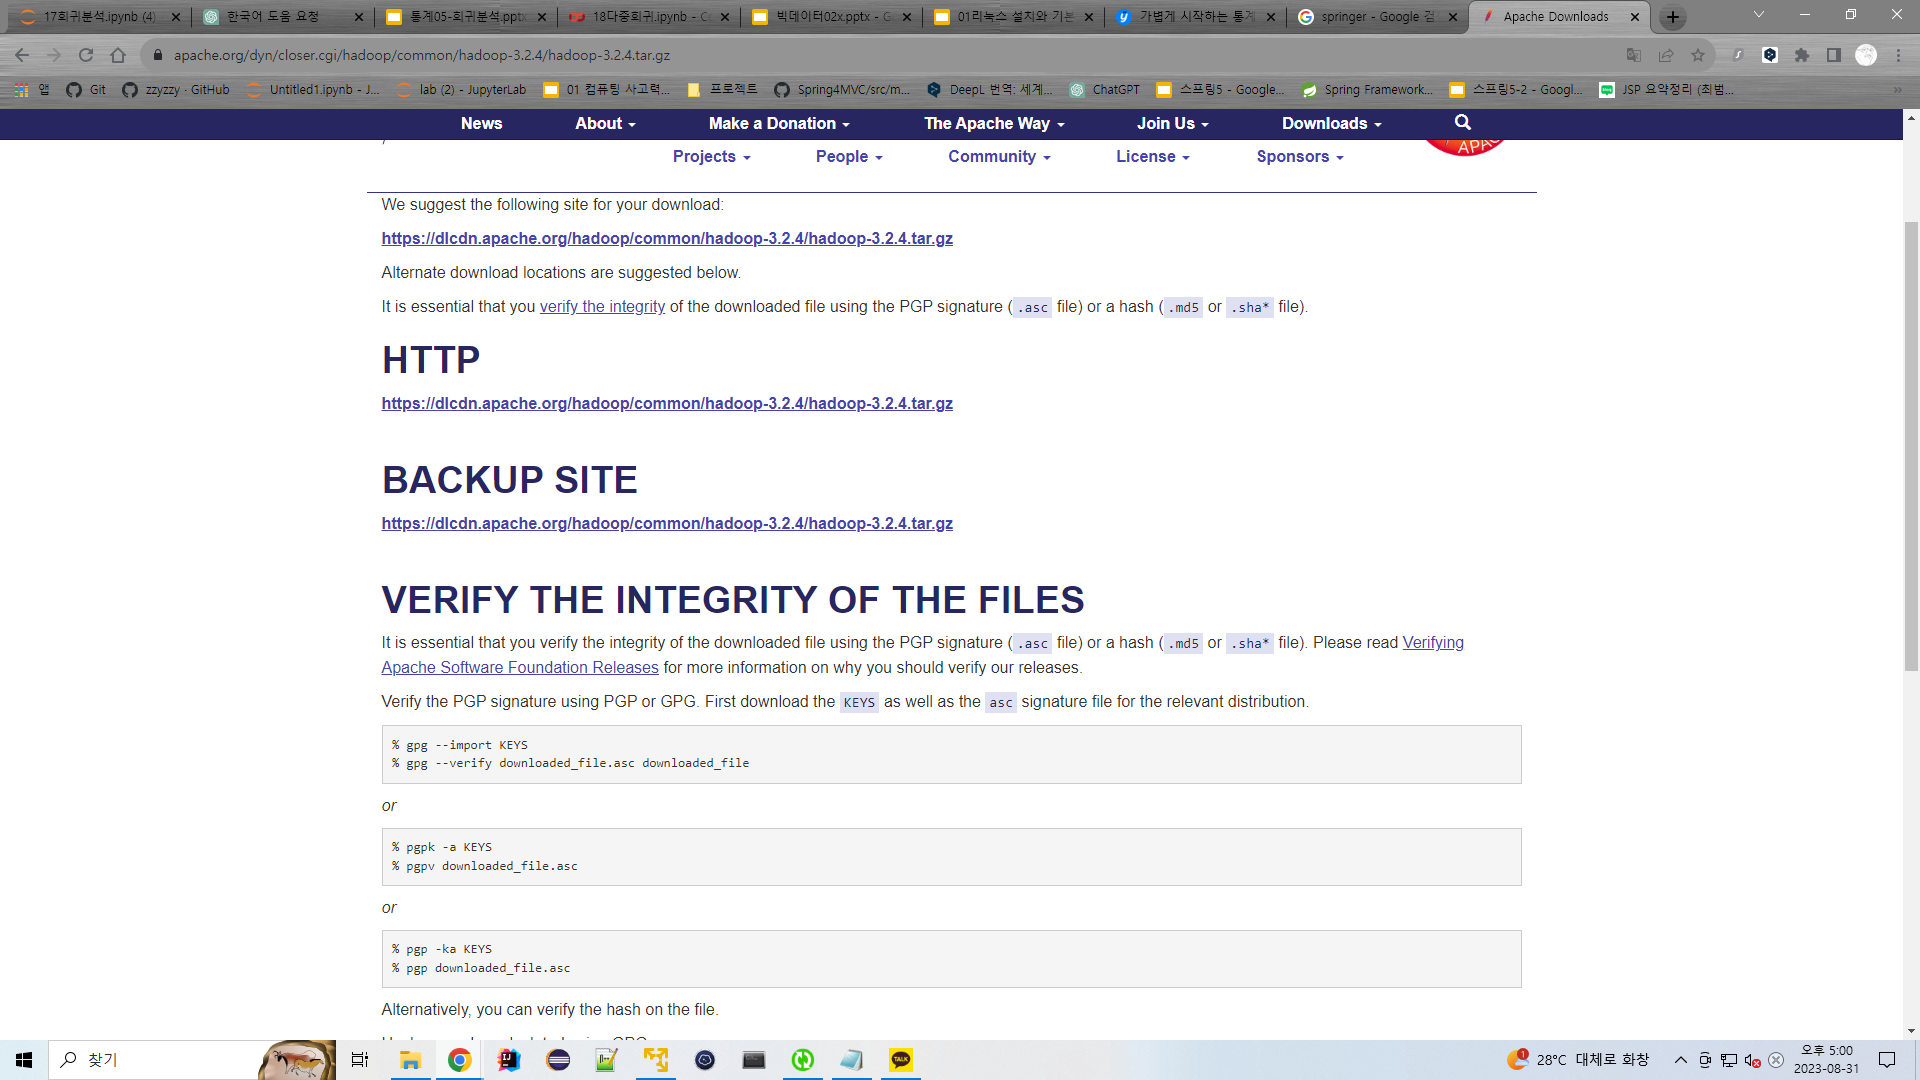 17회귀분석.ipynb (4)
한국어 도움 요청
통계05-회귀분석.pptx
18다중회귀.ipynb - C
빅데이터02x.pptx - G
01리눅스 설치와 기본
가볍게 시작하는 통계
springer - Google 검
Apache Downloads
apache.org/dyn/closer.cgi/hadoop/common/hadoop-3.2.4/hadoop-3.2.4.tar.gz
앱
Git
zzyzzy · GitHub
Untitled1.ipynb - J...
lab (2) - JupyterLab
01 컴퓨팅 사고력...
프로젝트
Spring4MVC/src/m...
DeepL 번역: 세계...
ChatGPT
스프링5 - Google...
Spring Framework...
스프링5-2 - Googl...
JSP 요약정리 (최범...
News
About
Make a Donation
The Apache Way
Join Us
Downloads
Projects
People
Community
License
Sponsors
We suggest the following site for your download:
https://dlcdn.apache.org/hadoop/common/hadoop-3.2.4/hadoop-3.2.4.tar.gz
Alternate download locations are suggested below.
It is essential that you verify the integrity of the downloaded file using the PGP signature (.asc file) or a hash (.md5 or .sha* file).
HTTP
https://dlcdn.apache.org/hadoop/common/hadoop-3.2.4/hadoop-3.2.4.tar.gz
BACKUP SITE
https://dlcdn.apache.org/hadoop/common/hadoop-3.2.4/hadoop-3.2.4.tar.gz
VERIFY THE INTEGRITY OF THE FILES
It is essential that you verify the integrity of the downloaded file using the PGP signature (.asc file) or a hash (.md5 or .sha* file). Please read Verifying
Apache Software Foundation Releases for more information on why you should verify our releases.
Verify the PGP signature using PGP or GPG. First download the KEYS as well as the asc signature file for the relevant distribution.
% gpg --import KEYS
% gpg --verify downloaded_file.asc downloaded_file
or
% pgpk -a KEYS
% pgpv downloaded_file.asc
or
% pgp -ka KEYS
% pgp downloaded_file.asc
Alternatively, you can verify the hash on the file.
찾기
TALK
1
28°C 대체로 화창
오후 5:00
2023-08-31